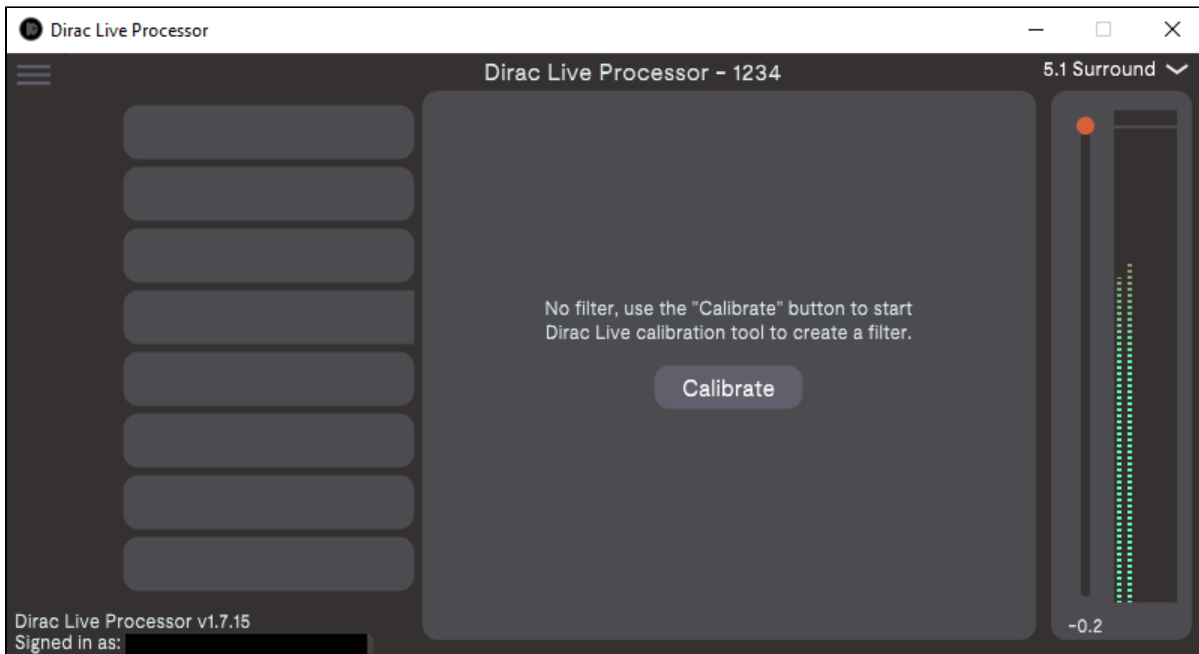 Dirac Live Processor
Dirac Live Processor - 1234
5.1 Surround
No filter, use the "Calibrate" button to start
Dirac Live calibration tool to create a filter.
Calibrate
-0.2
Dirac Live Processor v1.7.15
Signed in as: